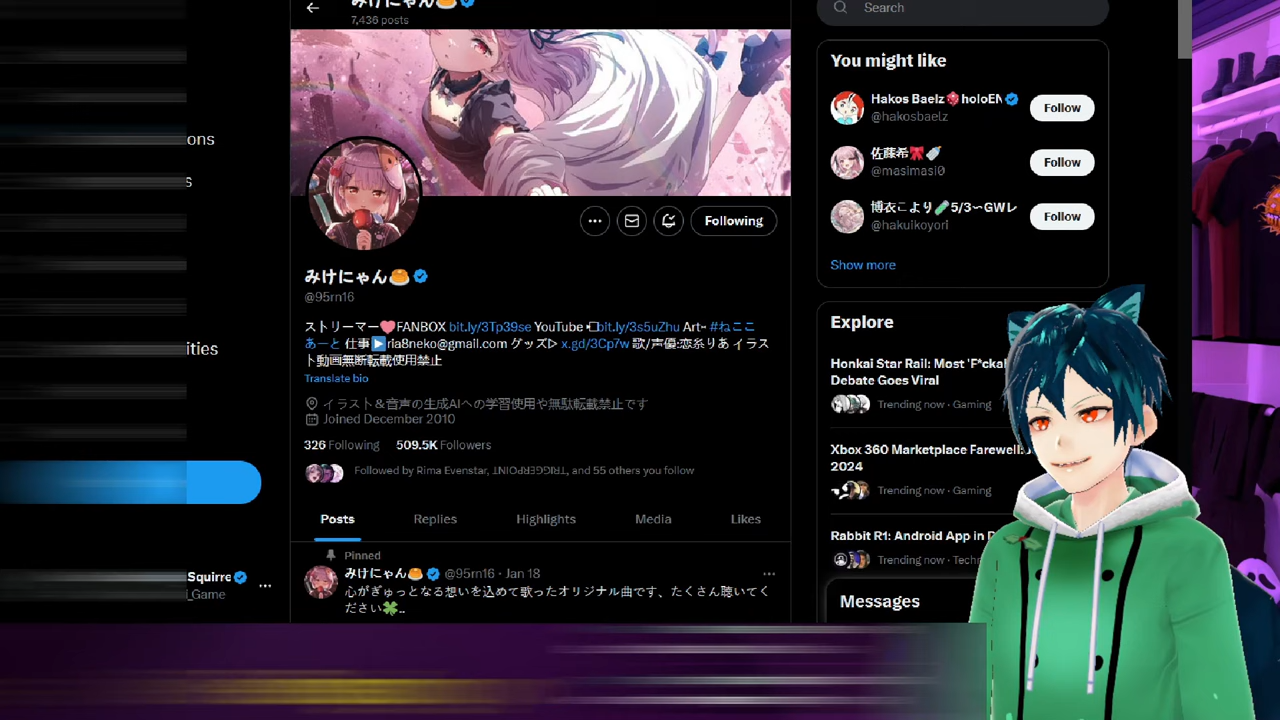 みけにゃん
7,436 posts
ons
s
ities
Squirre
i_Game
Following
みけにゃん🍮
@95rn16
ストリーマー❤FANBOX bit.ly/3Tp39se YouTube bit.ly/3s5uZhu Art- #ねここ
あーと 仕事▶ria8neko@gmail.com グッズ▷ x.gd/3Cp7w 歌/声優:恋糸りあ イラス
ト動画無断転載使用禁止
Translate bio
イラスト&音声の生成AIへの学習使用や無駄転載禁止です
Joined December 2010
326 Following 509.5K Followers
Followed by Rima Evenstar, and 55 others you follow
Posts Replies Highlights Media Likes
Pinned
みけにゃん🍮 @95rn16 · Jan 18
心がぎゅっとなる想いを込めて歌ったオリジナル曲です、たくさん聴いてく
ださい🍀..
Search
You might like
Hakos Baelz holoEN
@hakosbaelz
Follow
佐藤希🎀🍼
@masimasi0
Follow
博衣こより🧪5/3〜GWレ
@hakuikoyori
Follow
Show more
Explore
Honkai Star Rail: Most 'F*ckal
Debate Goes Viral
Trending now · Gaming
Xbox 360 Marketplace Farewell:
2024
Trending now · Gaming
Rabbit R1: Android App in D
Trending now · Techn
Messages